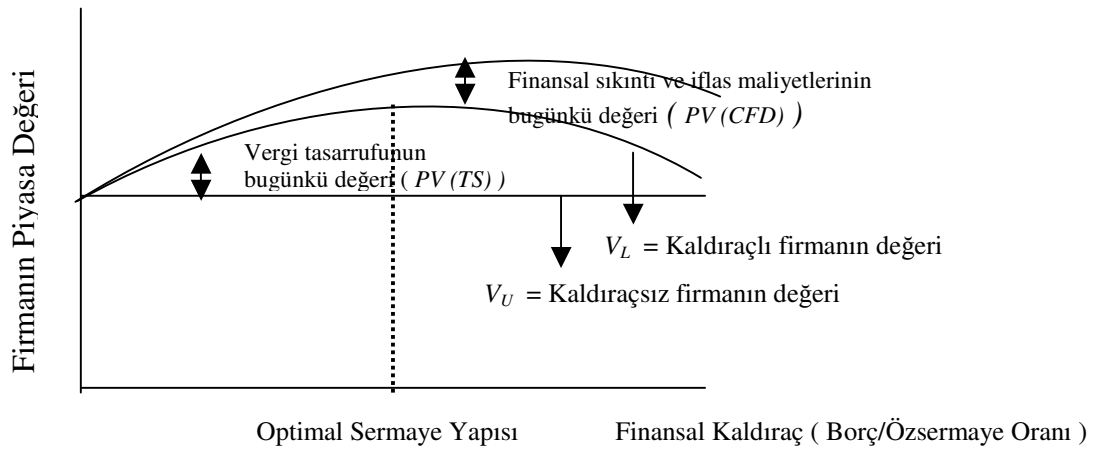 Firmanın Piyasa Değeri
Finansal sıkıntı ve iflas maliyetlerinin
bugünkü değeri ( PV (CFD) )
Vergi tasarrufunun
bugünkü değeri ( PV (TS) )
V_L = Kaldıraçlı firmanın değeri
V_U = Kaldıraçsız firmanın değeri
Optimal Sermaye Yapısı
Finansal Kaldıraç ( Borç/Özsermaye Oranı )